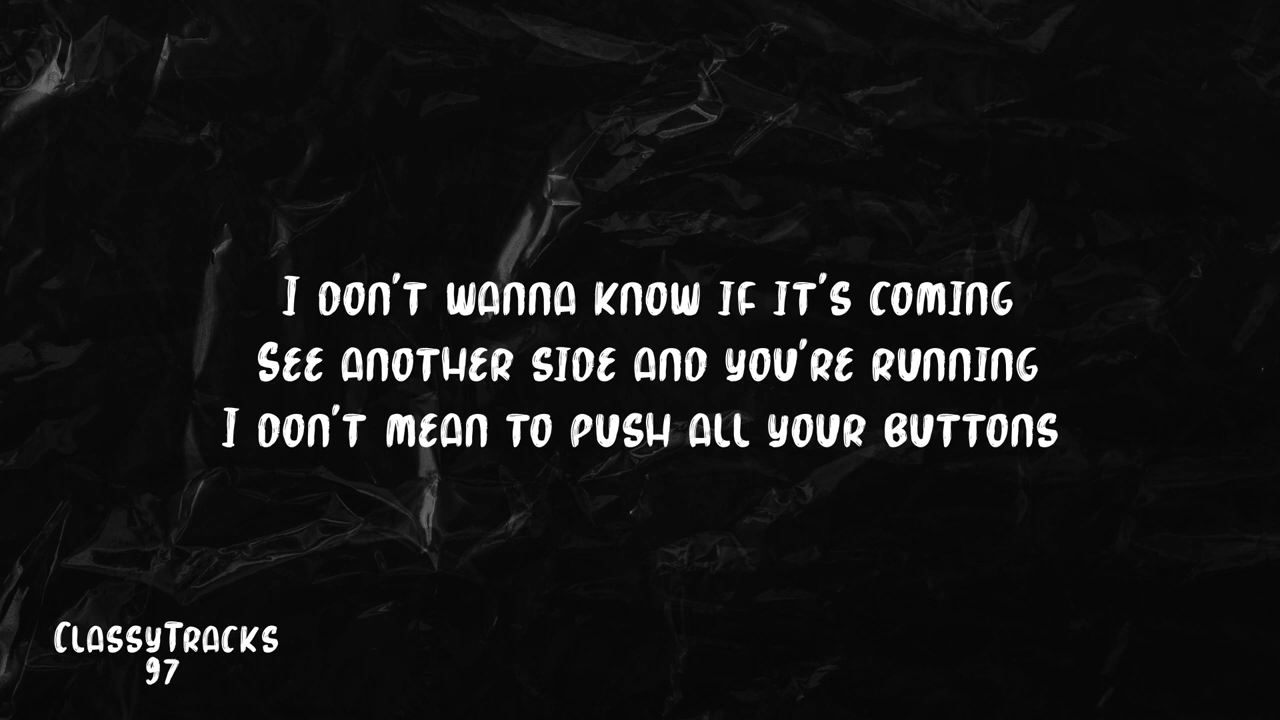 I DON'T WANNA KNOW IF IT'S COMING
SEE ANOTHER SIDE AND YOU'RE RUNNING
I DON'T MEAN TO PUSH ALL YOUR BUTTONS
CLASSYTRACKS
97